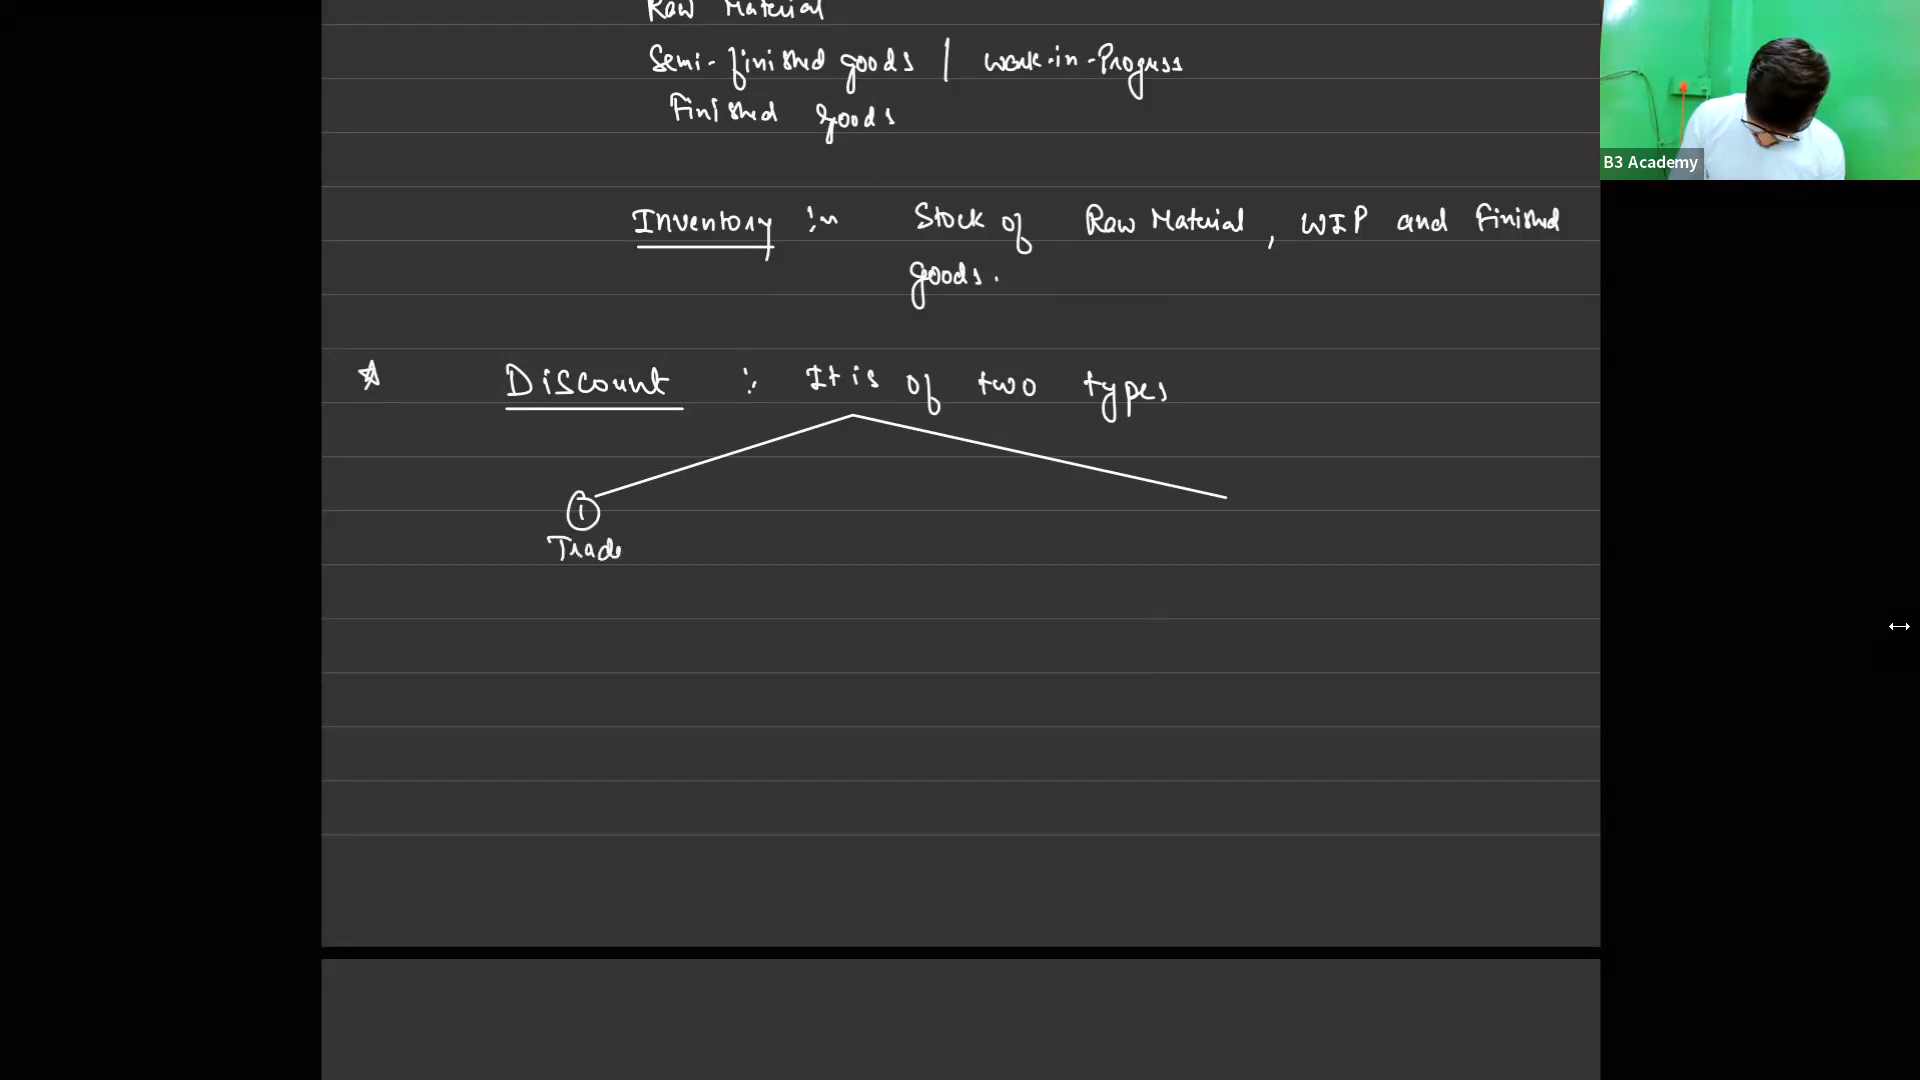 Raw Material
Semi-finished goods | Work-in-Progress
Finished goods
B3 Academy
Inventory :- Stock of Raw Material, WIP and Finished
goods.
☆ Discount : It is of two types
①
Trade